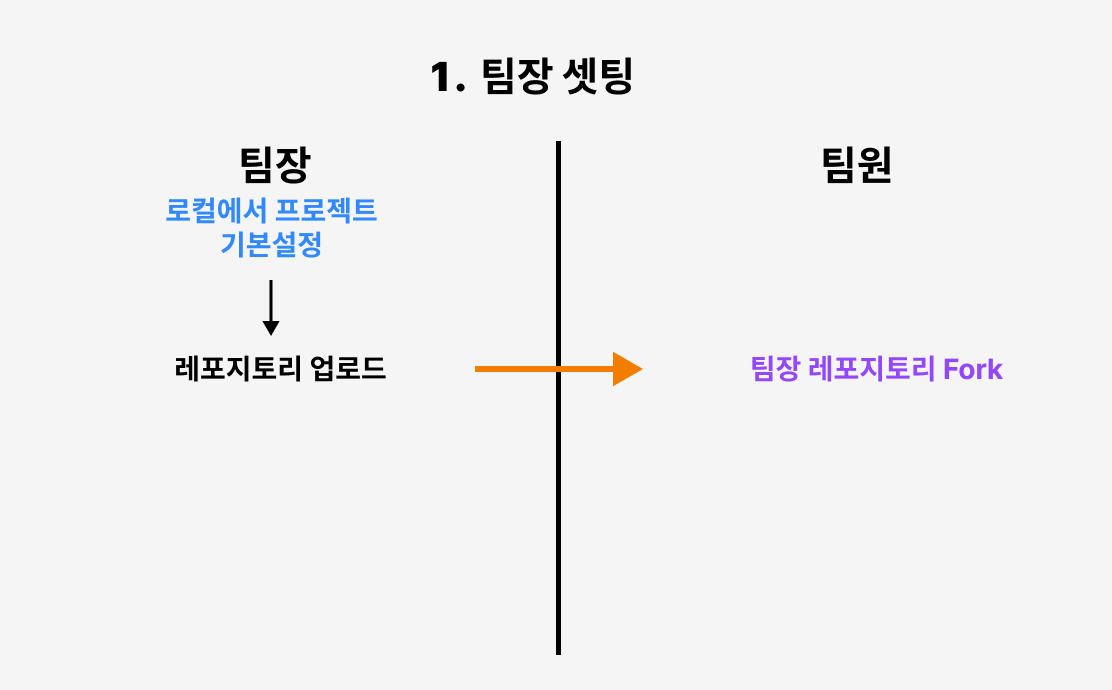 1. 팀장 셋팅
팀장
로컬에서 프로젝트
기본설정
레포지토리 업로드
팀원
팀장 레포지토리 Fork